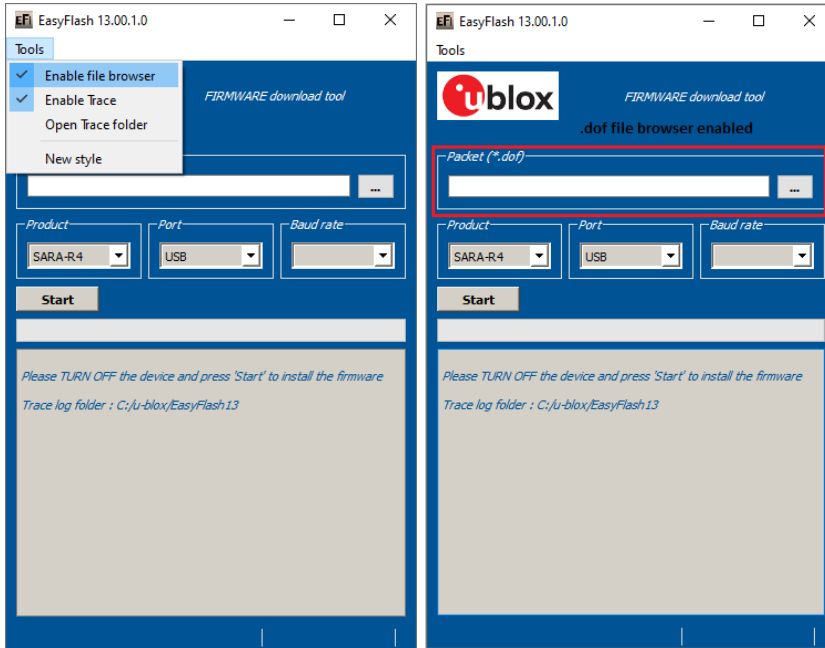 EF EasyFlash 13.00.1.0
Tools
Enable file browser
Enable Trace
Open Trace folder
New style
FIRMWARE download tool
...
Product
Port
Baud rate
SARA-R4
USB
Start
Please TURN OFF the device and press 'Start' to install the firmware
Trace log folder : C:/u-blox/EasyFlash13
EF EasyFlash 13.00.1.0
Tools
ublox
FIRMWARE download tool
.dof file browser enabled
Packet (*.dof)
...
Product
Port
Baud rate
SARA-R4
USB
Start
Please TURN OFF the device and press 'Start' to install the firmware
Trace log folder : C:/u-blox/EasyFlash13